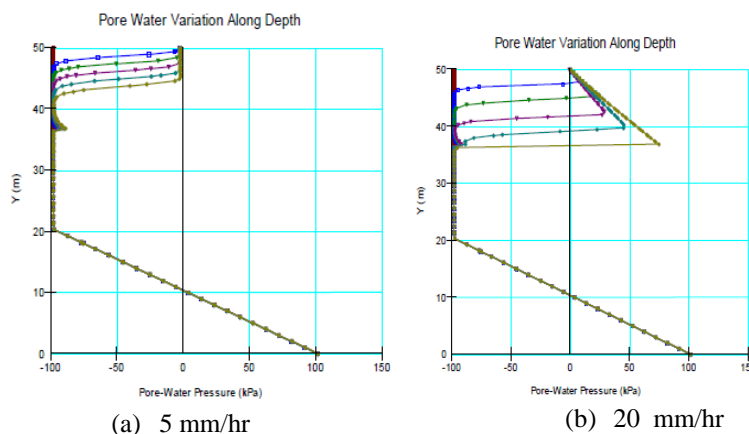 Pore Water Variation Along Depth
50
40
30
20
10
0
Y (m)
-100 -50 0 50 100 150
Pore-Water Pressure (kPa)
(a) 5 mm/hr
Pore Water Variation Along Depth
50
40
30
20
10
0
Y (m)
-100 -50 0 50 100 150
Pore-Water Pressure (kPa)
(b) 20 mm/hr